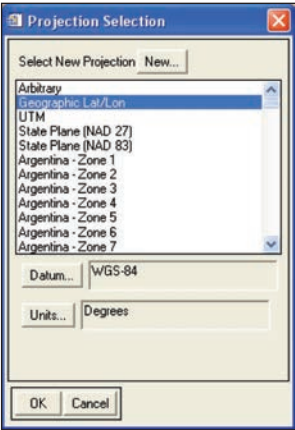 Projection Selection
Select New Projection New...
Arbitrary
Geographic Lat/Lon
UTM
State Plane (NAD 27)
State Plane (NAD 83)
Argentina - Zone 1
Argentina - Zone 2
Argentina - Zone 3
Argentina - Zone 4
Argentina - Zone 5
Argentina - Zone 6
Argentina - Zone 7
Datum... WGS-84
Units... Degrees
OK Cancel